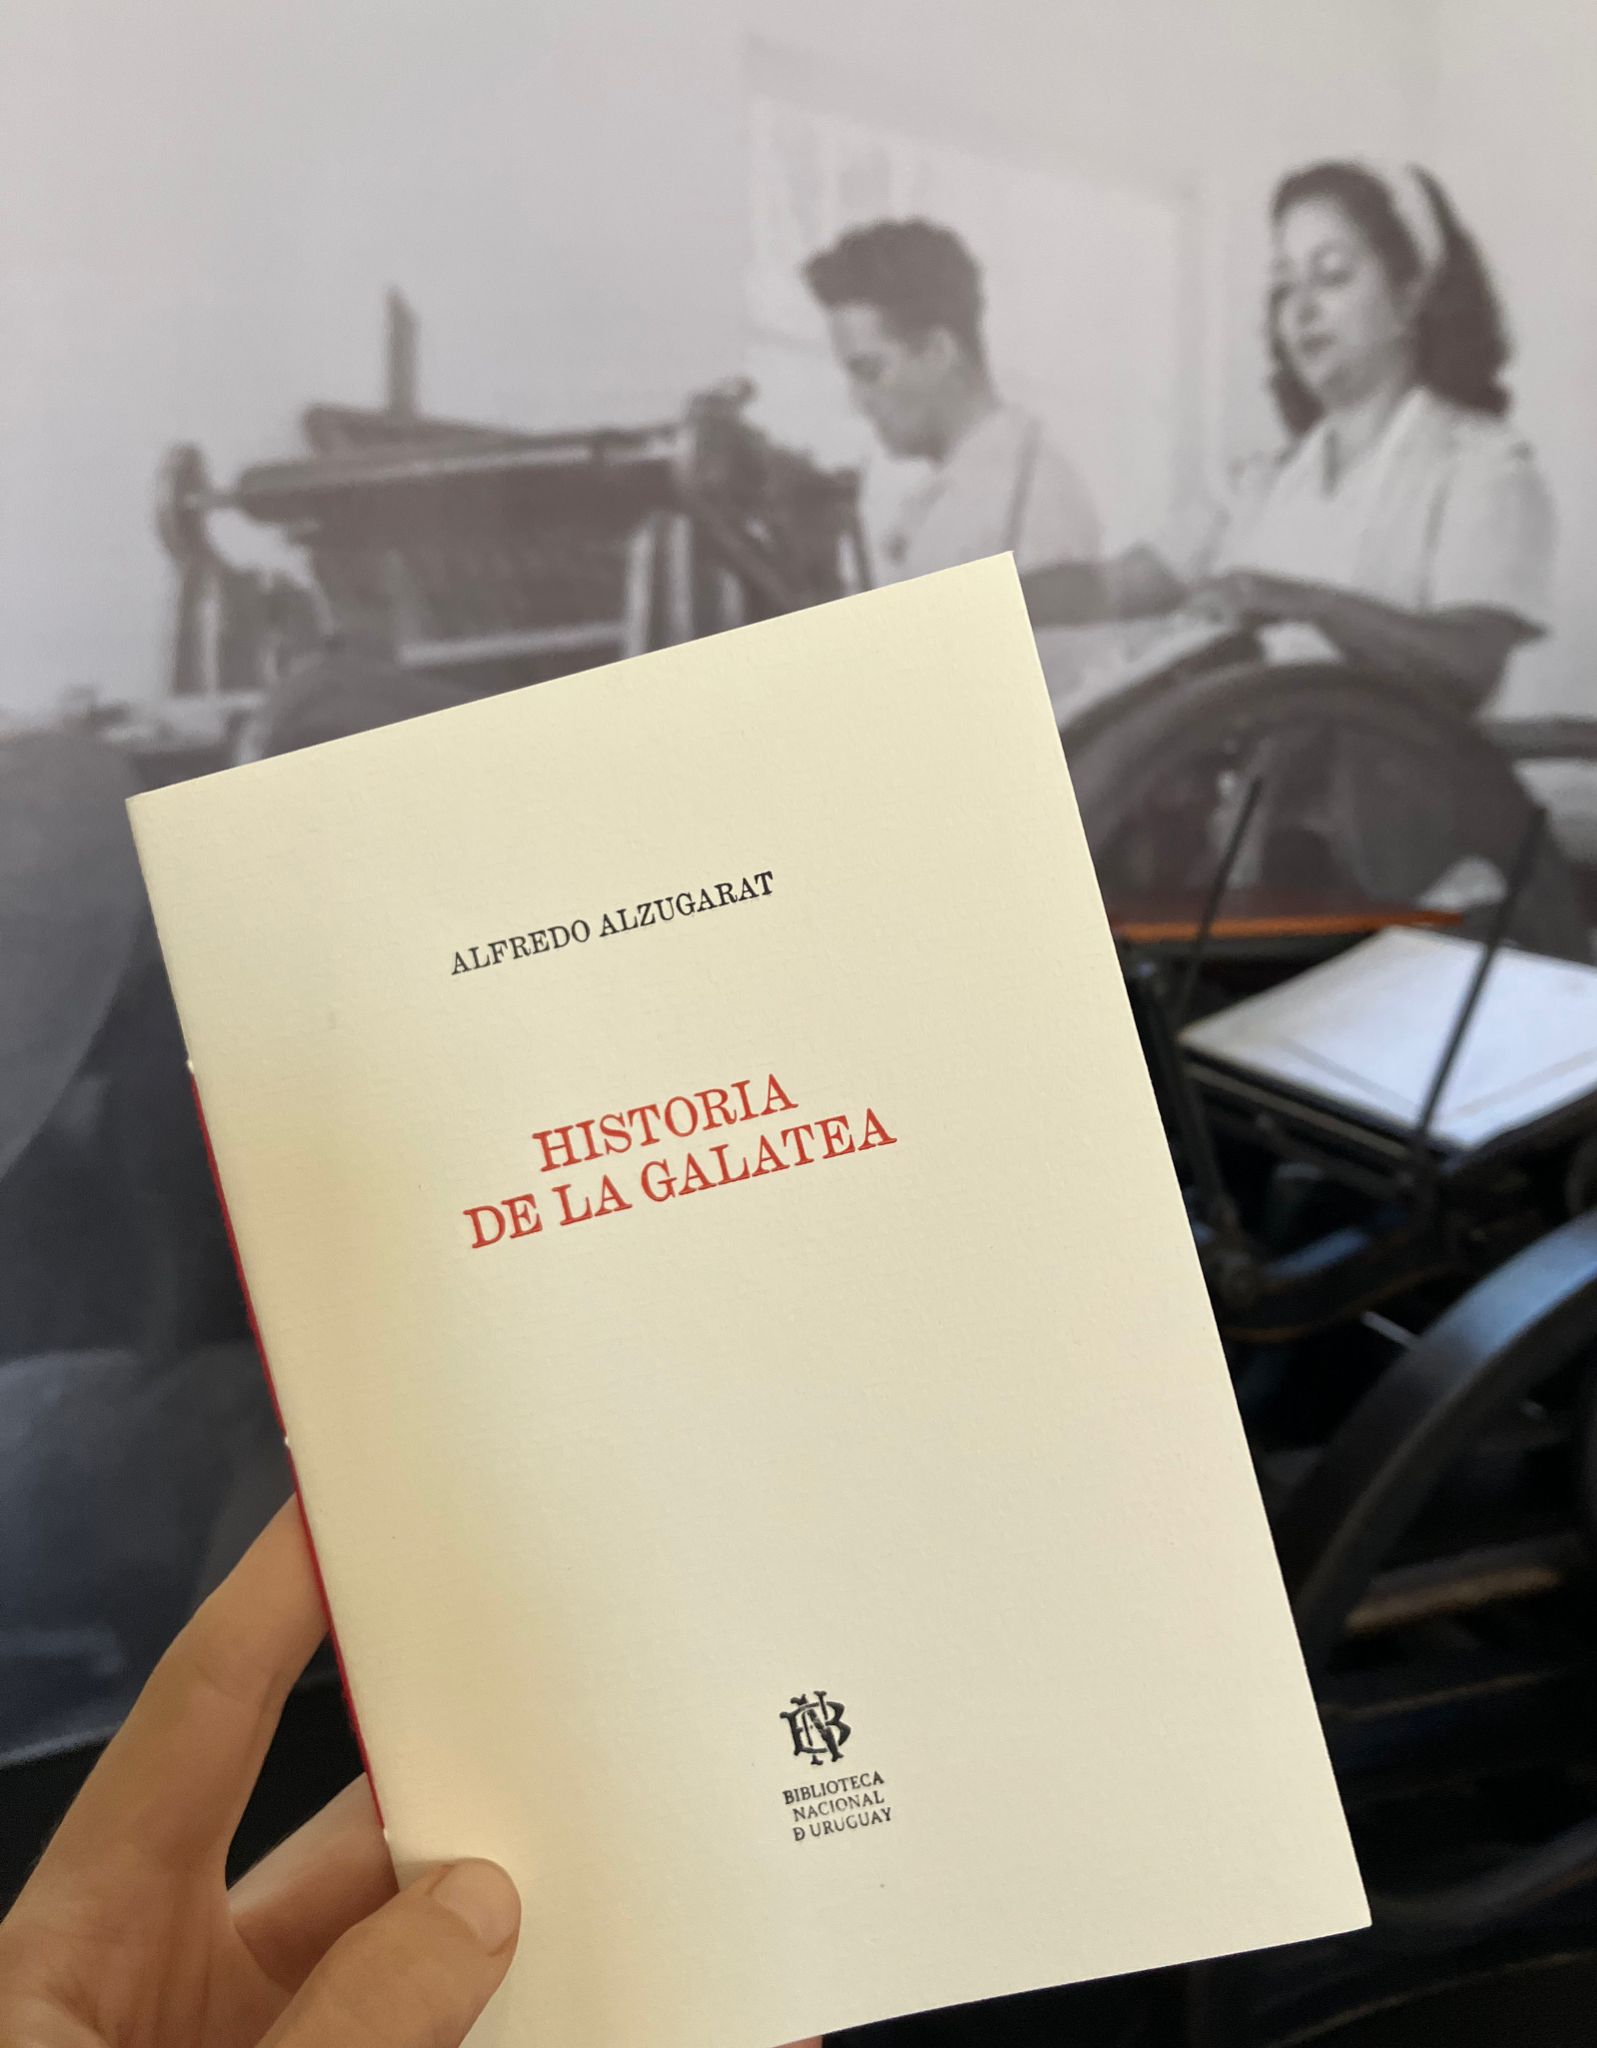 ALFREDO ALZUGARAT
HISTORIA
DE LA GALATEA
BIBLIOTECA
NACIONAL
D URUGUAY